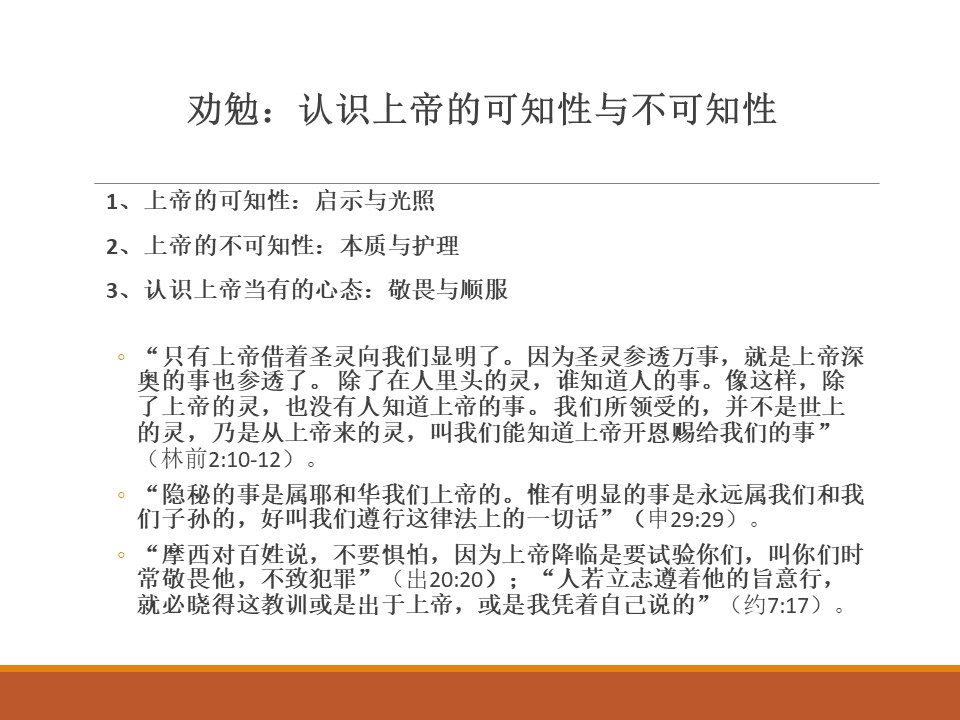 劝勉：认识上帝的可知性与不可知性
1、上帝的可知性：启示与光照
2、上帝的不可知性：本质与护理
3、认识上帝当有的心态：敬畏与顺服
◦ “只有上帝借着圣灵向我们显明了。因为圣灵参透万事，就是上帝深
奥的事也参透了。 除了在人里头的灵，谁知道人的事。像这样，除
了上帝的灵，也没有人知道上帝的事。 我们所领受的，并不是世上
的灵，乃是从上帝来的灵，叫我们能知道上帝开恩赐给我们的事”
（林前2:10-12）。
◦ “隐秘的事是属耶和华我们上帝的。惟有明显的事是永远属我们和我
们子孙的，好叫我们遵行这律法上的一切话”（申29:29）。
◦ “摩西对百姓说，不要惧怕，因为上帝降临是要试验你们，叫你们时
常敬畏他，不致犯罪”（出20:20）；“人若立志遵着他的旨意行，
就必晓得这教训或是出于上帝，或是我凭着自己说的”（约7:17）。